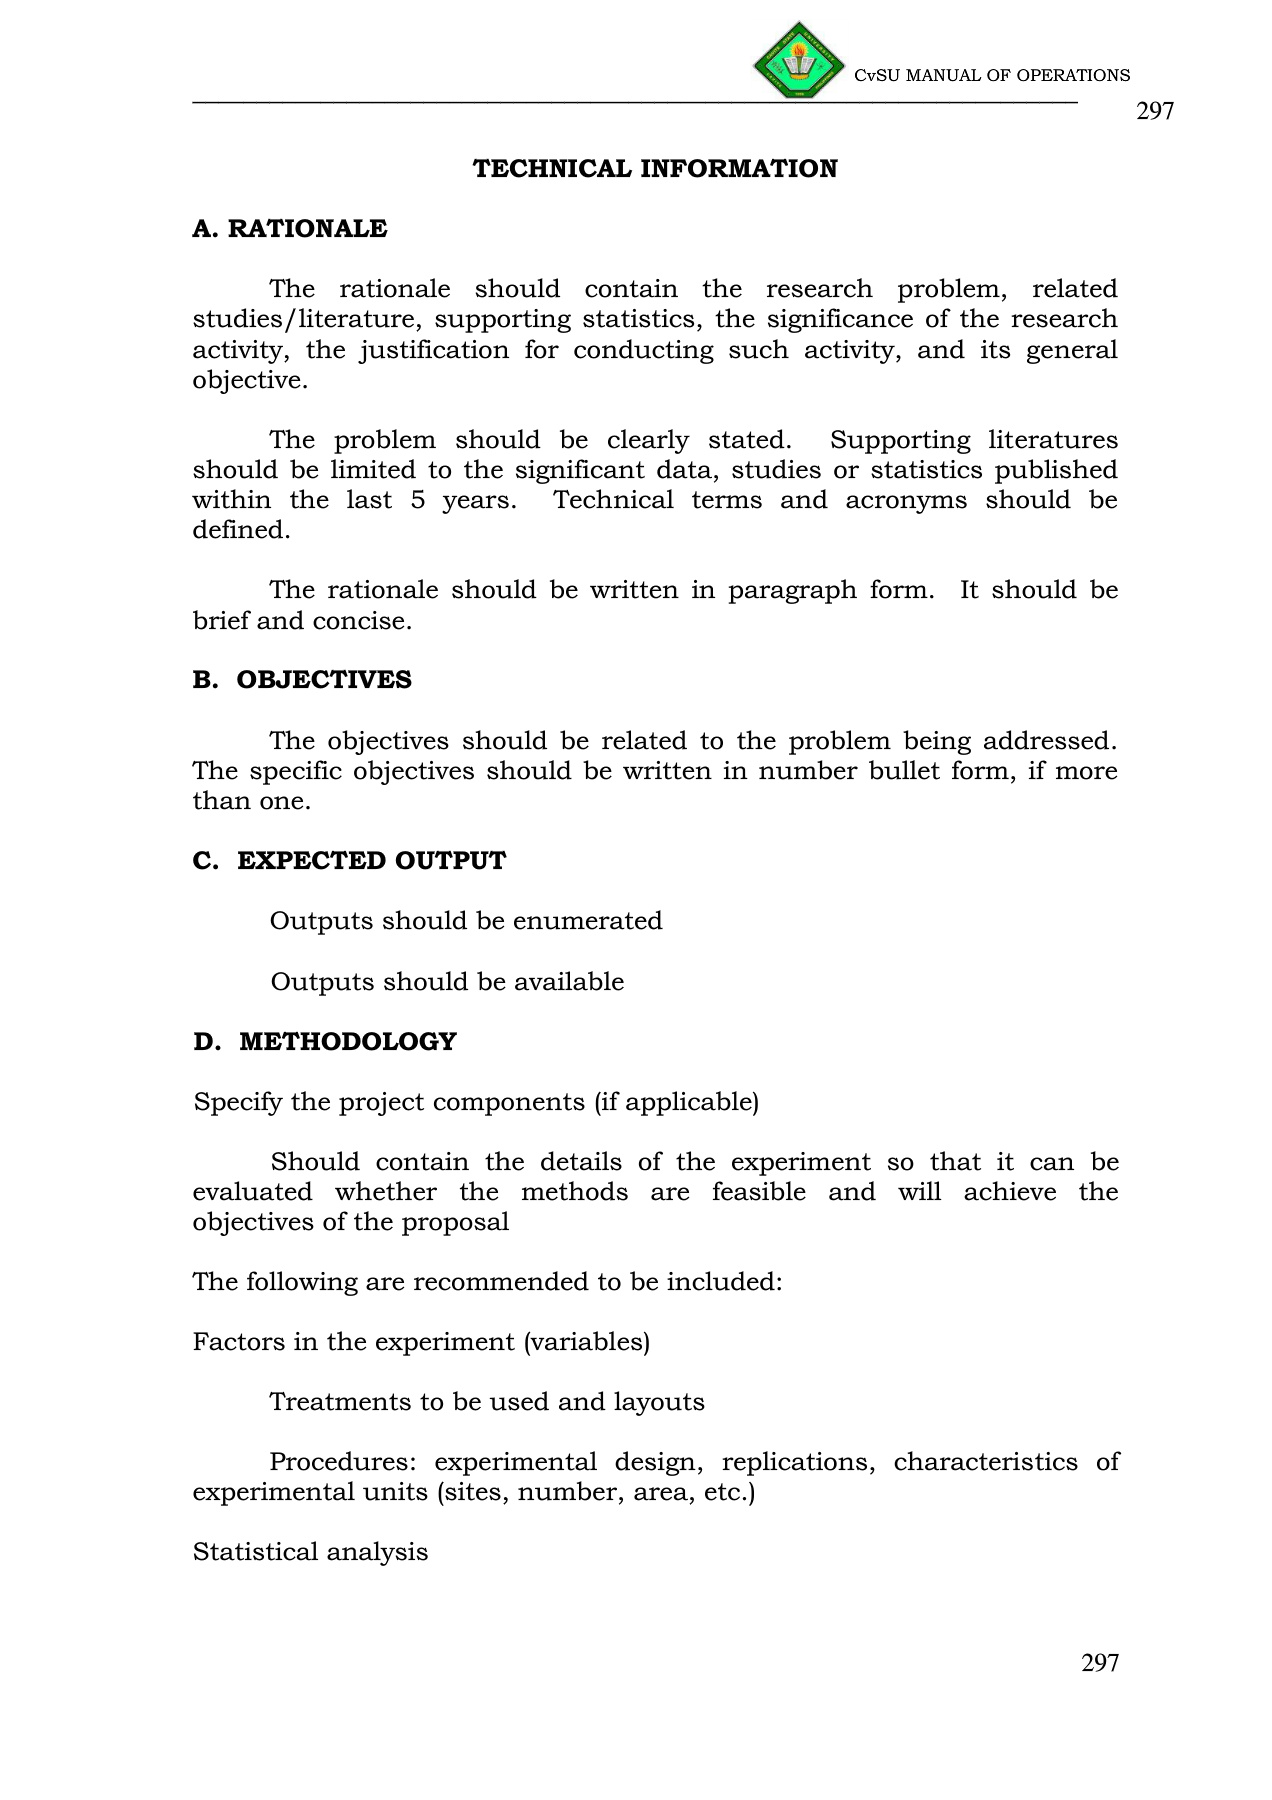 CvSU MANUAL OF OPERATIONS
297
TECHNICAL INFORMATION
A. RATIONALE
The rationale should contain the research problem, related
studies/literature, supporting statistics, the significance of the research
activity, the justification for conducting such activity, and its general
objective.
The problem should be clearly stated. Supporting literatures
should be limited to the significant data, studies or statistics published
within the last 5 years. Technical terms and acronyms should be
defined.
The rationale should be written in paragraph form. It should be
brief and concise.
B. OBJECTIVES
The objectives should be related to the problem being addressed.
The specific objectives should be written in number bullet form, if more
than one.
C. EXPECTED OUTPUT
Outputs should be enumerated
Outputs should be available
D. METHODOLOGY
Specify the project components (if applicable)
Should contain the details of the experiment so that it can be
evaluated whether the methods are feasible and will achieve the
objectives of the proposal
The following are recommended to be included:
Factors in the experiment (variables)
Treatments to be used and layouts
Procedures: experimental design, replications, characteristics of
experimental units (sites, number, area, etc.)
Statistical analysis
297